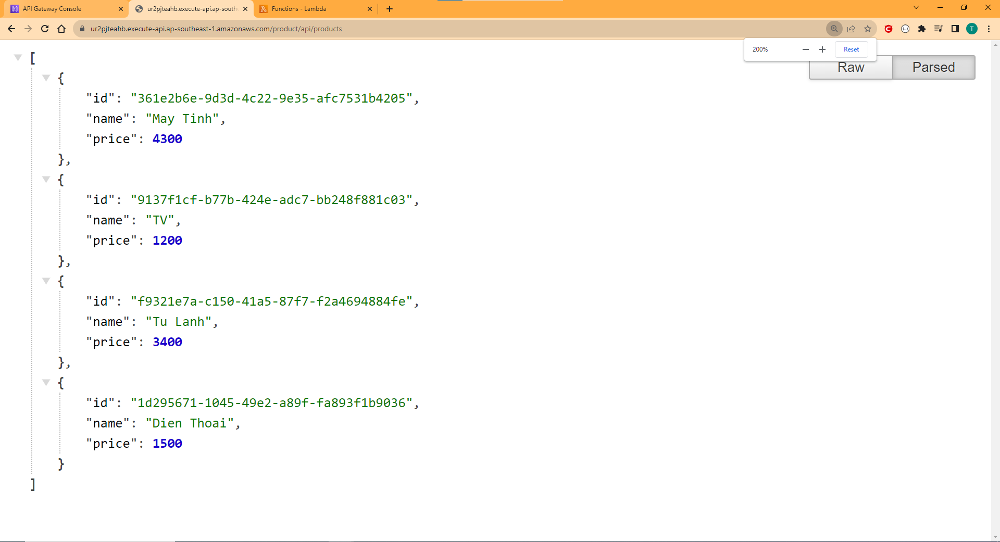 API Gateway Console
ur2pjteahb.execute-api.ap-southe
Functions - Lambda
ur2pjteahb.execute-api.ap-southeast-1.amazonaws.com/product/api/products
T
200%
Reset
Raw
Parsed
[
{
"id": "361e2b6e-9d3d-4c22-9e35-afc7531b4205",
"name": "May Tinh",
"price": 4300
},
{
"id": "9137f1cf-b77b-424e-adc7-bb248f881c03",
"name": "TV",
"price": 1200
},
{
"id": "f9321e7a-c150-41a5-87f7-f2a4694884fe",
"name": "Tu Lanh",
"price": 3400
},
{
"id": "1d295671-1045-49e2-a89f-fa893f1b9036",
"name": "Dien Thoai",
"price": 1500
}
]